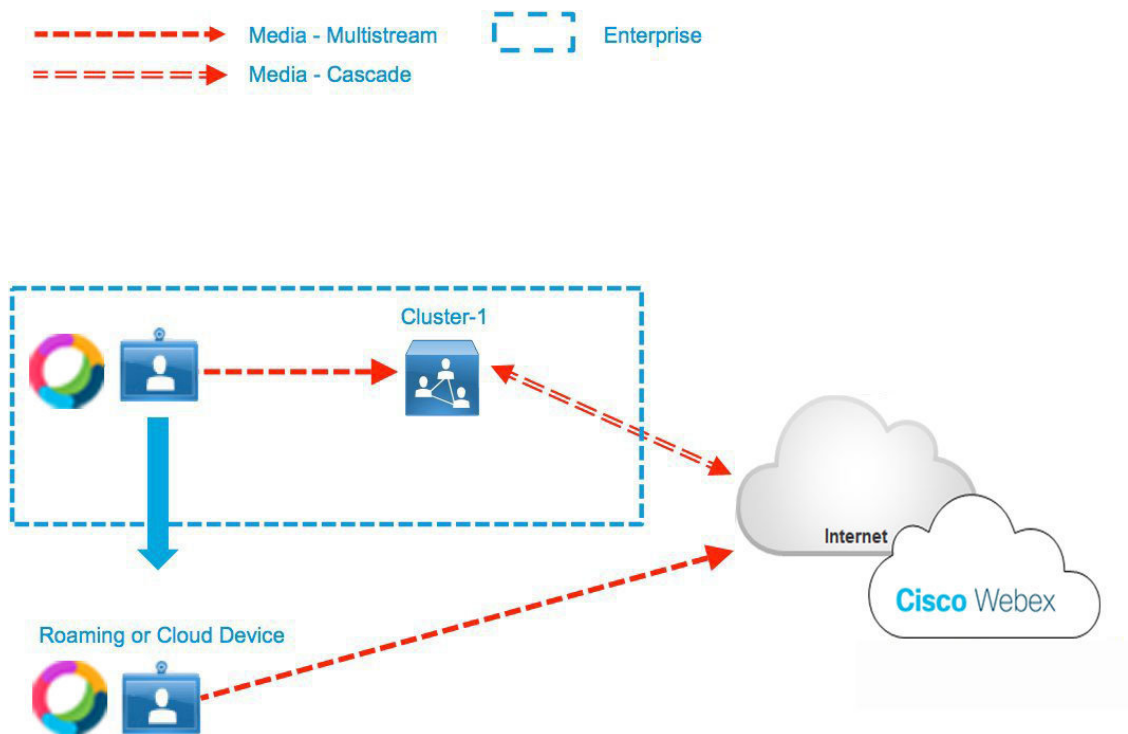 Media - Multistream
Enterprise
Media - Cascade
Cluster-1
Internet
Cisco Webex
Roaming or Cloud Device